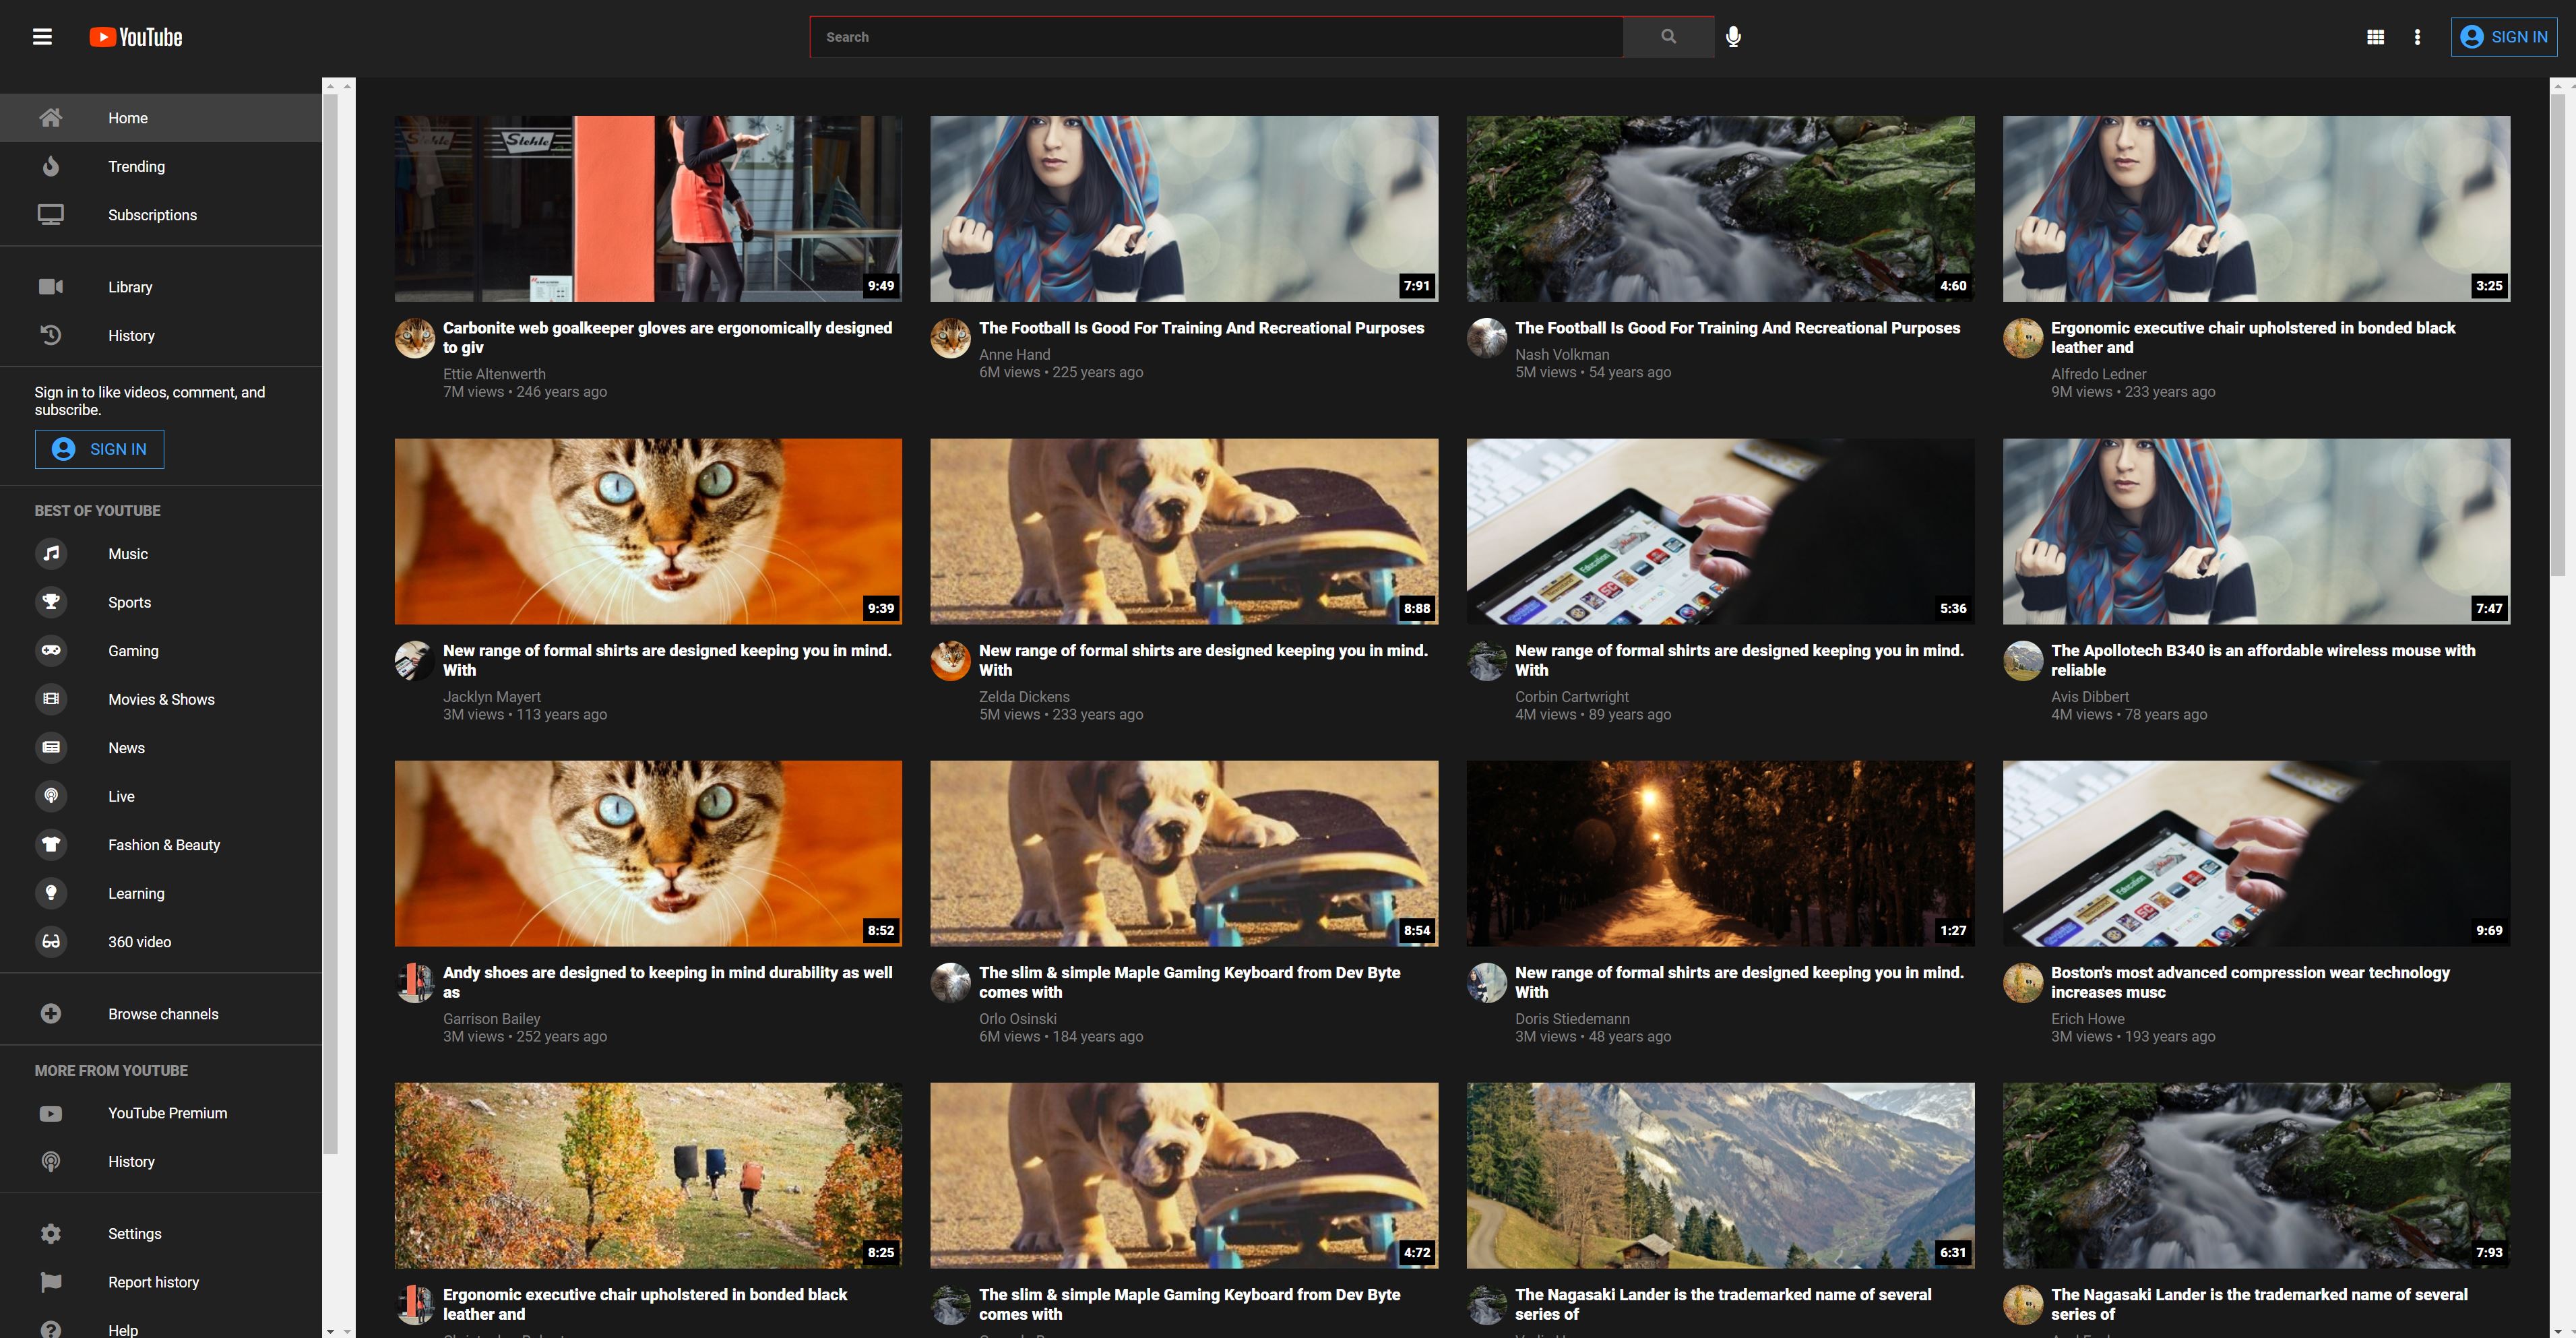 YouTube
Search
SIGN IN
Home
Trending
Subscriptions
Library
History
Sign in to like videos, comment, and
subscribe.
SIGN IN
BEST OF YOUTUBE
Music
Sports
Gaming
Movies & Shows
News
Live
Fashion & Beauty
Learning
360 video
Browse channels
MORE FROM YOUTUBE
YouTube Premium
History
Settings
Report history
Help
Stehle
9:49
Carbonite web goalkeeper gloves are ergonomically designed
to giv
Ettie Altenwerth
7M views • 246 years ago
7:91
The Football Is Good For Training And Recreational Purposes
Anne Hand
6M views • 225 years ago
4:60
The Football Is Good For Training And Recreational Purposes
Nash Volkman
5M views • 54 years ago
3:25
Ergonomic executive chair upholstered in bonded black
leather and
Alfredo Ledner
9M views • 233 years ago
9:39
New range of formal shirts are designed keeping you in mind.
With
Jacklyn Mayert
3M views • 113 years ago
8:88
New range of formal shirts are designed keeping you in mind.
With
Zelda Dickens
5M views • 233 years ago
Education
5:36
New range of formal shirts are designed keeping you in mind.
With
Corbin Cartwright
4M views • 89 years ago
7:47
The Apollotech B340 is an affordable wireless mouse with
reliable
Avis Dibbert
4M views • 78 years ago
8:52
Andy shoes are designed to keeping in mind durability as well
as
Garrison Bailey
3M views • 252 years ago
8:54
The slim & simple Maple Gaming Keyboard from Dev Byte
comes with
Orlo Osinski
6M views • 184 years ago
1:27
New range of formal shirts are designed keeping you in mind.
With
Doris Stiedemann
3M views • 48 years ago
Education
9:69
Boston's most advanced compression wear technology
increases musc
Erich Howe
3M views • 193 years ago
8:25
Ergonomic executive chair upholstered in bonded black
leather and
4:72
The slim & simple Maple Gaming Keyboard from Dev Byte
comes with
6:31
The Nagasaki Lander is the trademarked name of several
series of
7:93
The Nagasaki Lander is the trademarked name of several
series of